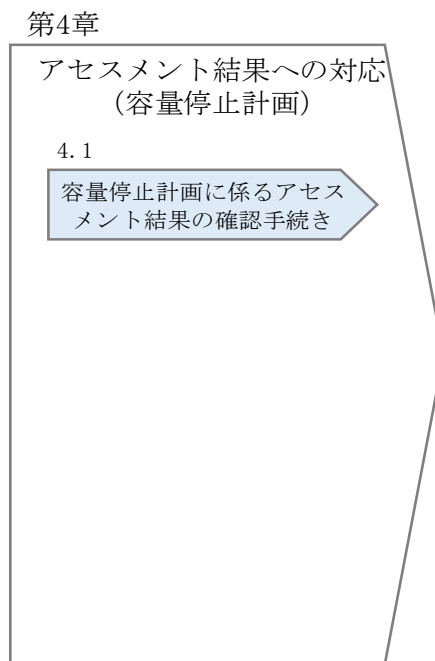 第4章
アセスメント結果への対応
（容量停止計画）
4.1
容量停止計画に係るアセス
メント結果の確認手続き